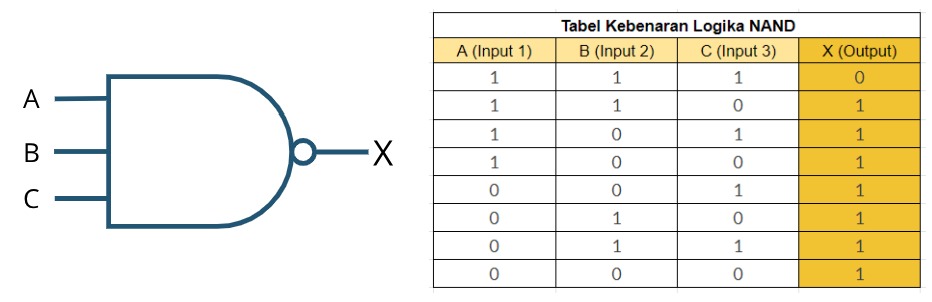 A
B
C
X
Tabel Kebenaran Logika NAND
A (Input 1) B (Input 2) C (Input 3) X (Output)
1 1 1 0
1 1 0 1
1 0 1 1
1 0 0 1
0 0 1 1
0 1 0 1
0 1 1 1
0 0 0 1